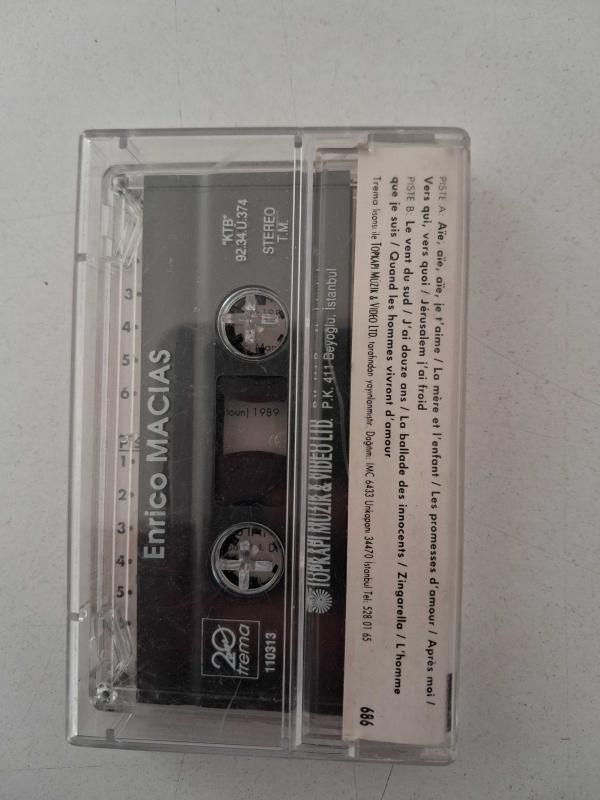 PISTE A: Aïe, aïe, aïe, je t'aime / La mère et l'enfant / Les promesses d'amour / Après moi /
Vers qui, vers quoi / Jérusalem j'ai froid
PISTE B: Le vent du sud / J'ai douze ans / La ballade des innocents / Zingarella / L'homme
que je suis / Quand les hommes vivront d'amour
Trema lisansı ile TOPKAPI MÜZİK & VİDEO LTD. tarafından yayınlanmıştır. Dağıtım: İMC 6433 Unkapanı 34470 İstanbul Tel: 528 01 65
686
TOPKAPI MÜZİK & VİDEO LTD. P.K. 411 Beyoğlu, İstanbul
"KTB"
92.34.Ü.374
STEREO
T.M.
1989
20
trema
110313
Enrico MACIAS
3
4
5
6
1
2
3
4
5
6